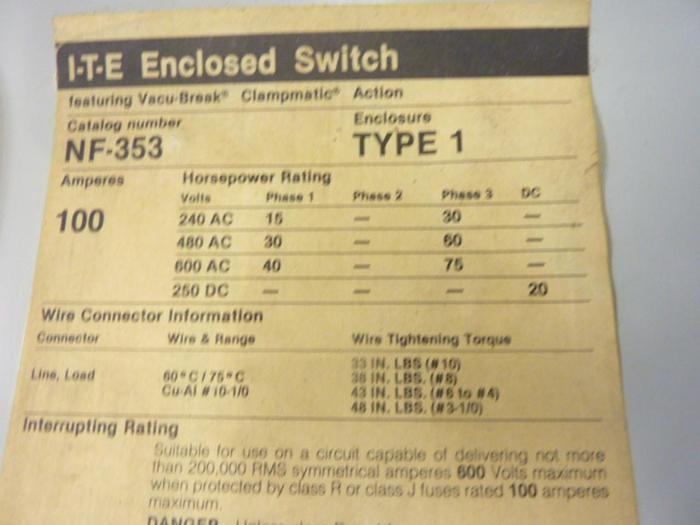 I-T-E Enclosed Switch
featuring Vacu-Break® Clampmatic® Action
Catalog number Enclosure
NF-353 TYPE 1
Amperes Horsepower Rating
Volts Phase 1 Phase 2 Phase 3 DC
100 240 AC 15 — 30 —
480 AC 30 — 60 —
600 AC 40 — 75 —
250 DC — — — 20
Wire Connector Information
Connector Wire & Range Wire Tightening Torque
33 IN. LBS (#10)
Line, Load 60°C / 75°C 38 IN. LBS. (#8)
Cu-Al #10-1/0 43 IN. LBS. (#6 to #4)
48 IN. LBS. (#3-1/0)
Interrupting Rating
Suitable for use on a circuit capable of delivering not more
than 200,000 RMS symmetrical amperes 600 Volts maximum
when protected by class R or class J fuses rated 100 amperes
maximum.
DANGER